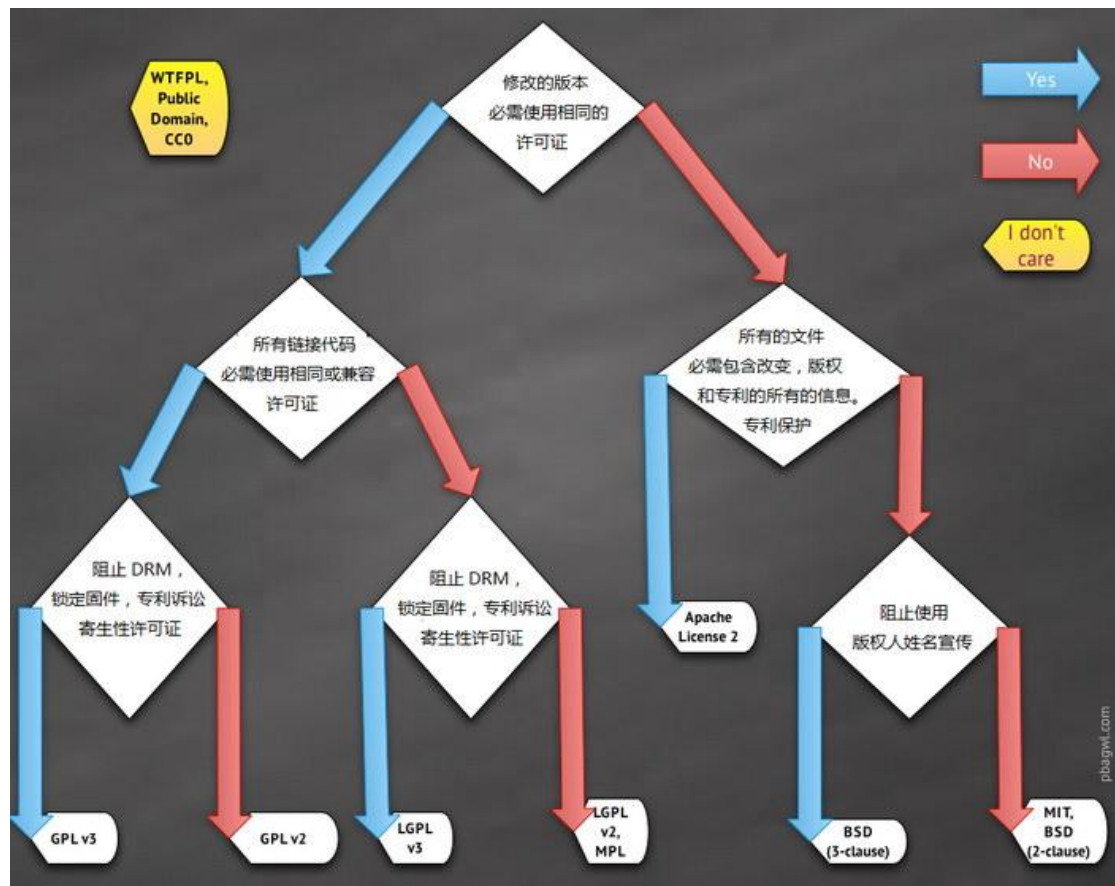 WTFPL,
Public
Domain,
CC0
修改的版本
必需使用相同的
许可证
Yes
No
I don't
care
所有链接代码
必需使用相同或兼容
许可证
所有的文件
必需包含改变，版权
和专利的所有的信息。
专利保护
阻止 DRM，
锁定固件，专利诉讼
寄生性许可证
阻止 DRM，
锁定固件，专利诉讼
寄生性许可证
Apache
License 2
阻止使用
版权人姓名宣传
GPL v3
GPL v2
LGPL
v3
LGPL
v2,
MPL
BSD
(3-clause)
MIT,
BSD
(2-clause)
pbagwl.com